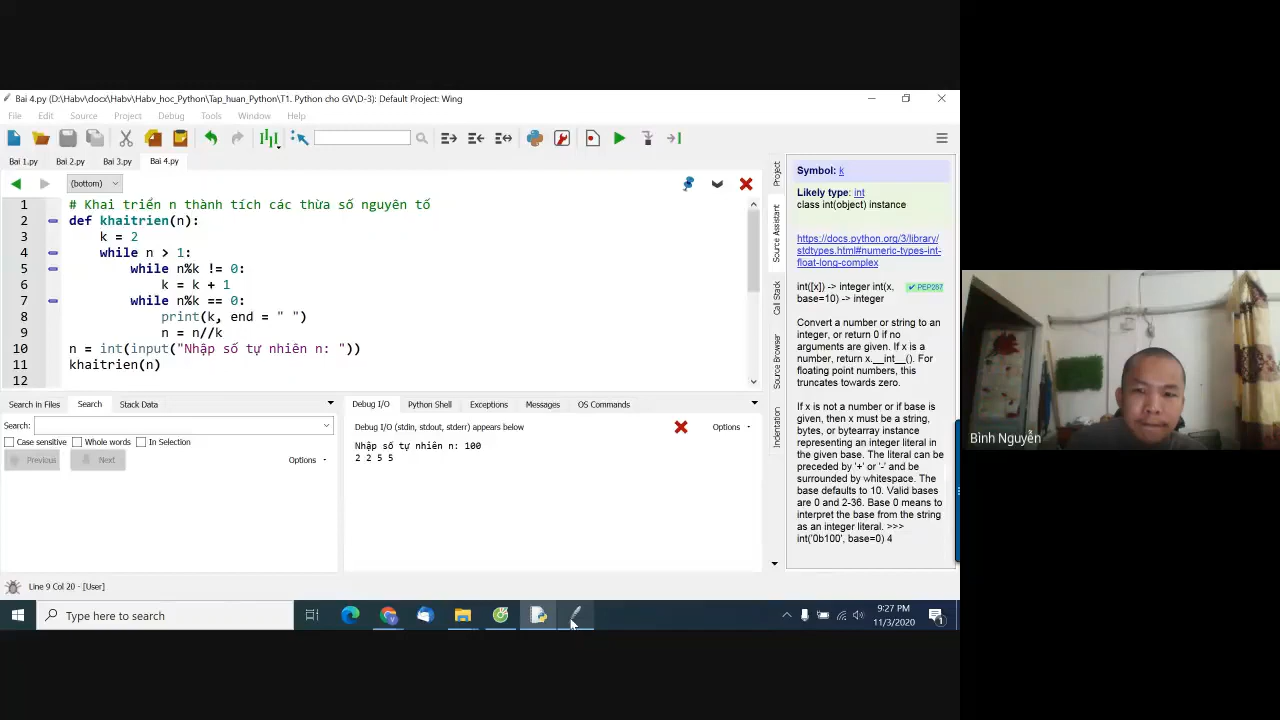 Bai 4.py (D:\Habv\docx\Habv\Habv_hoc_Python\Tap_huan_Python\T1. Python cho GV\D-3): Default Project: Wing
File Edit Source Project Debug Tools Window Help
Bai 1.py Bai 2.py Bai 3.py Bai 4.py
(bottom)
1 # Khai triển n thành tích các thừa số nguyên tố
2 def khaitrien(n):
3 k = 2
4 while n > 1:
5 while n%k != 0:
6 k = k + 1
7 while n%k == 0:
8 print(k, end = " ")
9 n = n//k
10 n = int(input("Nhập số tự nhiên n: "))
11 khaitrien(n)
12
Search in Files Search Stack Data
Search:
Case sensitive Whole words In Selection
Previous Next Options
Debug I/O Python Shell Exceptions Messages OS Commands
Debug I/O (stdin, stdout, stderr) appears below Options
Nhập số tự nhiên n: 100
2 2 5 5
Project
Source Assistant
Call Stack
Source Browser
Indentation
Symbol: k
Likely type: int
class int(object) instance
https://docs.python.org/3/library/
stdtypes.html#numeric-types-int-
float-long-complex
int([x]) -> integer int(x, ✔ PEP287
base=10) -> integer
Convert a number or string to an
integer, or return 0 if no
arguments are given. If x is a
number, return x.__int__(). For
floating point numbers, this
truncates towards zero.
If x is not a number or if base is
given, then x must be a string,
bytes, or bytearray instance
representing an integer literal in
the given base. The literal can be
preceded by '+' or '-' and be
surrounded by whitespace. The
base defaults to 10. Valid bases
are 0 and 2-36. Base 0 means to
interpret the base from the string
as an integer literal. >>>
int('0b100', base=0) 4
Line 9 Col 20 - [User]
Type here to search
9:27 PM
11/3/2020
1
Bình Nguyễn